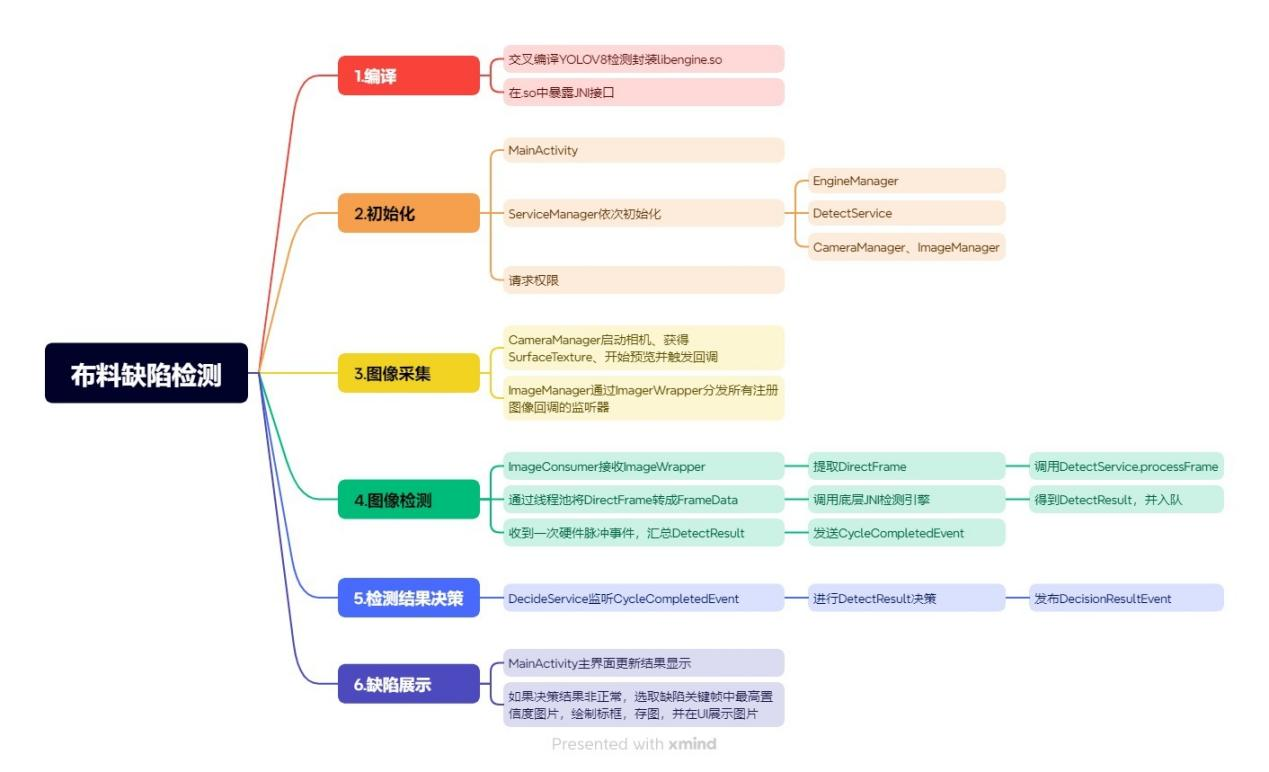 布料缺陷检测
1.编译
交叉编译YOLOV8检测封装libengine.so
在.so中暴露JNI接口
2.初始化
MainActivity
ServiceManager依次初始化
EngineManager
DetectService
CameraManager、ImageManager
请求权限
3.图像采集
CameraManager启动相机、获得
SurfaceTexture、开始预览并触发回调
ImageManager通过ImagerWrapper分发所有注册
图像回调的监听器
4.图像检测
ImageConsumer接收ImageWrapper
提取DirectFrame
调用DetectService.processFrame
通过线程池将DirectFrame转成FrameData
调用底层JNI检测引擎
得到DetectResult，并入队
收到一次硬件脉冲事件，汇总DetectResult
发送CycleCompletedEvent
5.检测结果决策
DecideService监听CycleCompletedEvent
进行DetectResult决策
发布DecisionResultEvent
6.缺陷展示
MainActivity主界面更新结果显示
如果决策结果非正常，选取缺陷关键帧中最高置
信度图片，绘制标框，存图，并在UI展示图片
Presented with xmind